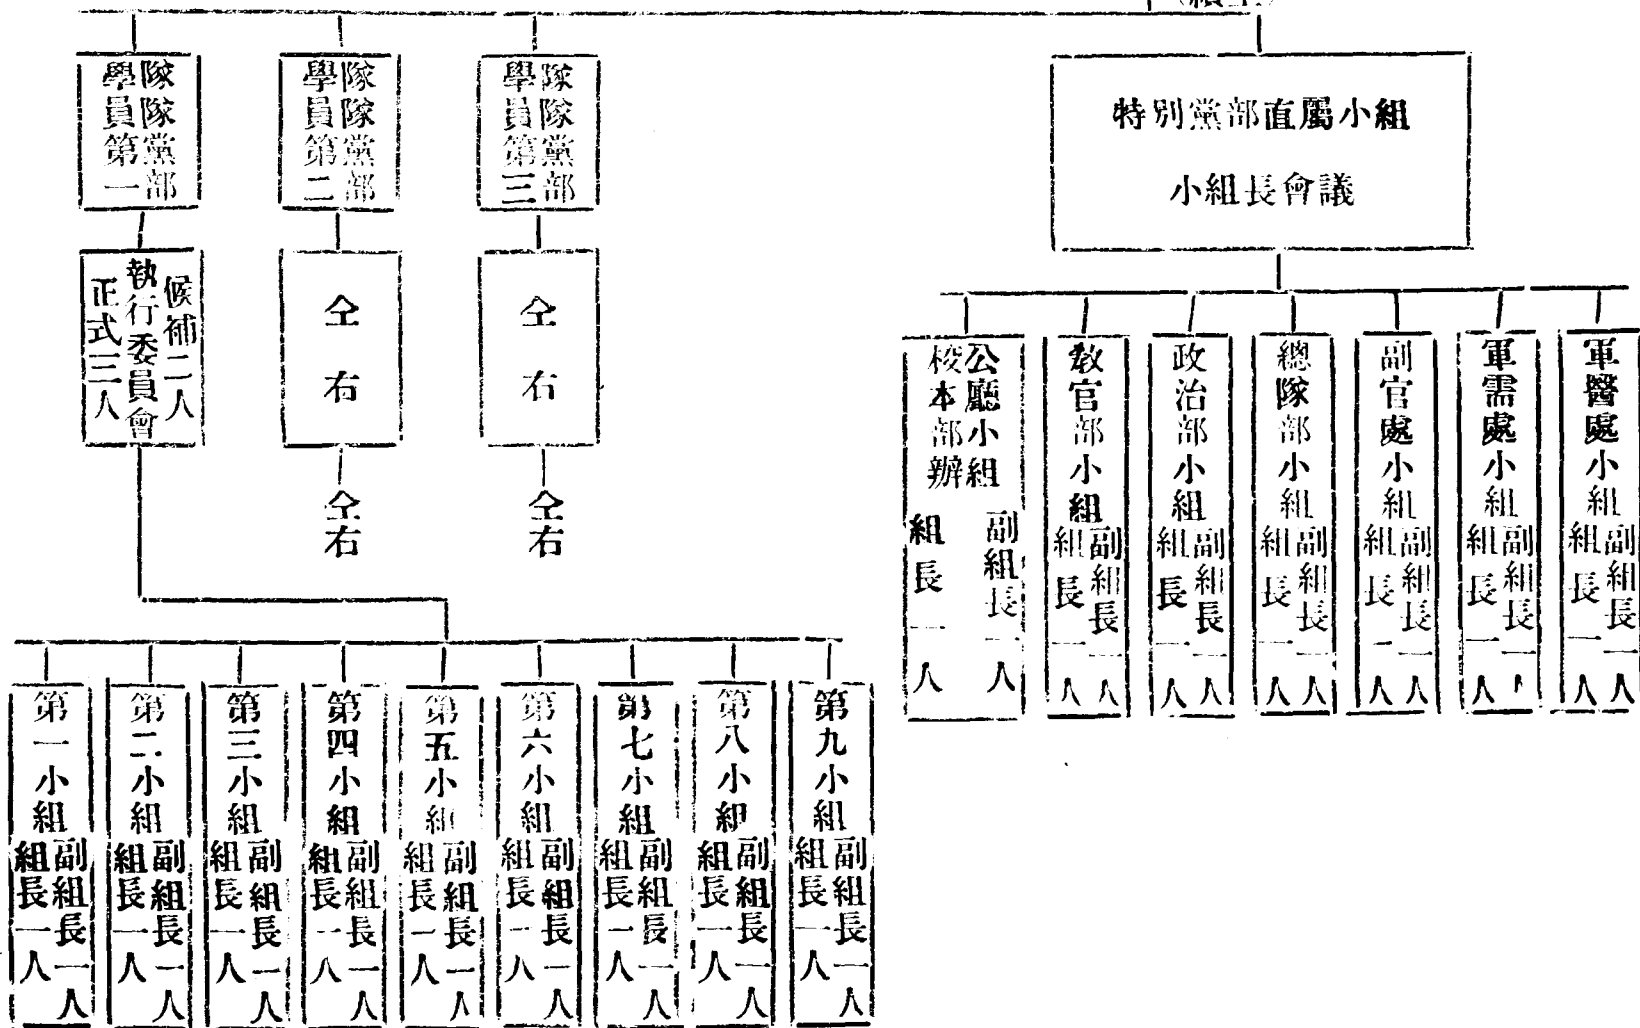 學員第一
隊隊黨部
學員第二
隊隊黨部
學員第三
隊隊黨部
特別黨部直屬小組
小組長會議
正式三人
執行委員會
候補二人
仝右
仝右
仝右
仝右
校本部辦
公廳小組
組長一人
副組長一人
教官部小組
組長一人
副組長一人
政治部小組
組長一人
副組長一人
總隊部小組
組長一人
副組長一人
副官處小組
組長一人
副組長一人
軍需處小組
組長一人
副組長一人
軍醫處小組
組長一人
副組長一人
第一小組
組長一人
副組長一人
第二小組
組長一人
副組長一人
第三小組
組長一人
副組長一人
第四小組
組長一人
副組長一人
第五小組
組長一人
副組長一人
第六小組
組長一人
副組長一人
第七小組
組長一人
副組長一人
第八小組
組長一人
副組長一人
第九小組
組長一人
副組長一人